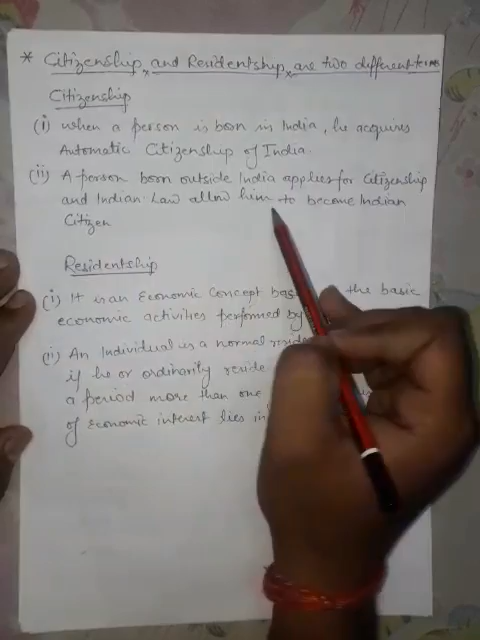 * Citizenship and Residentship are two different terms
Citizenship
(i) when a person is born in India, he acquires
Automatic Citizenship of India.
(ii) A person born outside India applies for Citizenship
and Indian Law allow him to become Indian
Citizen
Residentship
(i) It is an Economic Concept the basic
economic activities performed by
(ii) An Individual is a normal
if he or ordinarily reside
a period more than one
of economic interest lies in